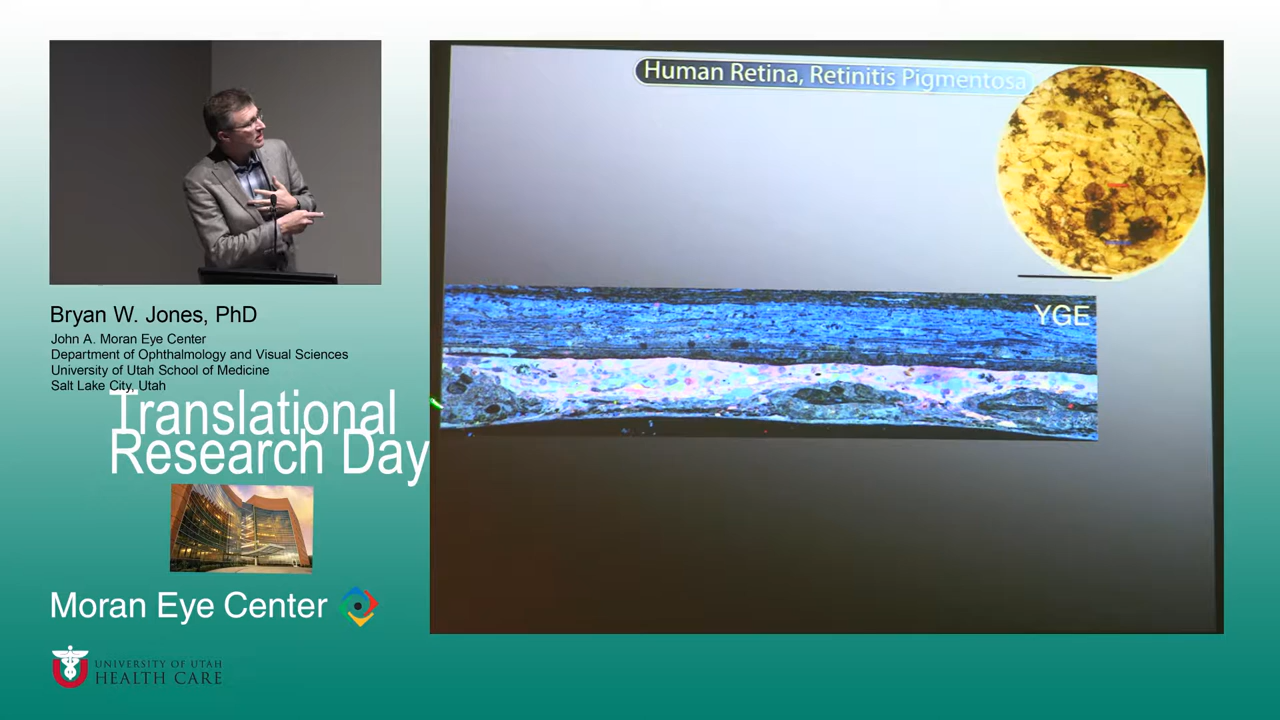 Human Retina, Retinitis Pigmentosa
YGE
Bryan W. Jones, PhD
John A. Moran Eye Center
Department of Ophthalmology and Visual Sciences
University of Utah School of Medicine
Salt Lake City, Utah
Translational
Research Day
Moran Eye Center
UNIVERSITY OF UTAH
HEALTH CARE